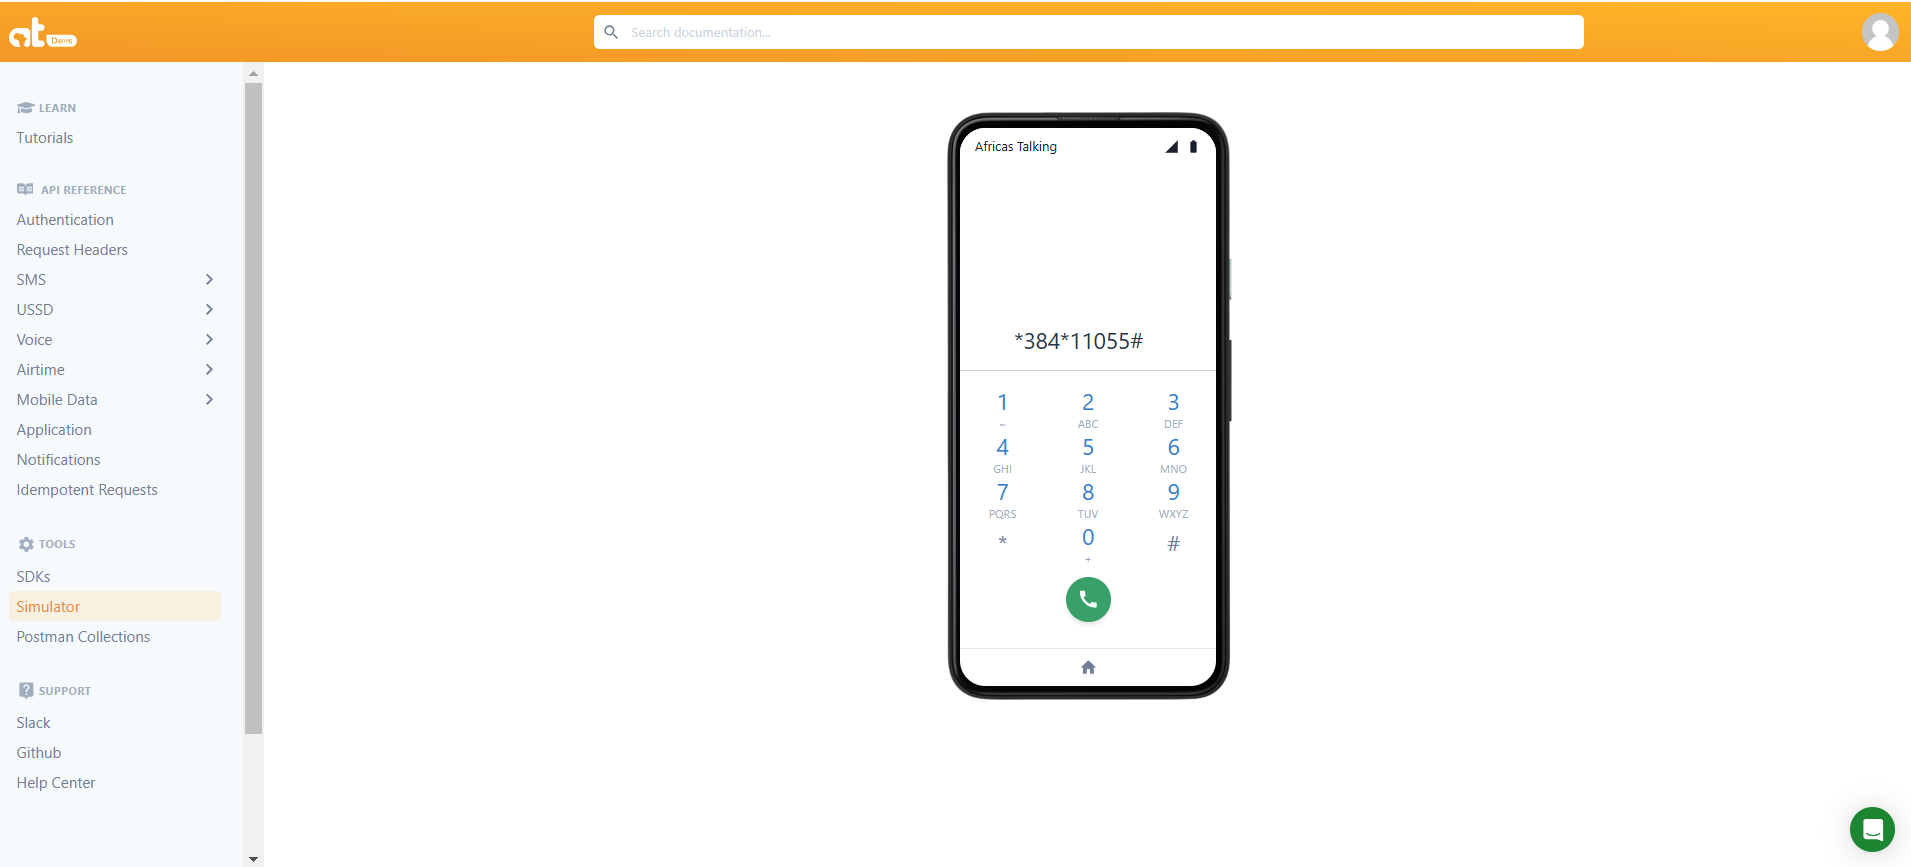 at Devs
Search documentation...
LEARN
Tutorials
API REFERENCE
Authentication
Request Headers
SMS
USSD
Voice
Airtime
Mobile Data
Application
Notifications
Idempotent Requests
TOOLS
SDKs
Simulator
Postman Collections
SUPPORT
Slack
Github
Help Center
Africas Talking
*384*11055#
1 2 3
~ ABC DEF
4 5 6
GHI JKL MNO
7 8 9
PQRS TUV WXYZ
* 0 #
+